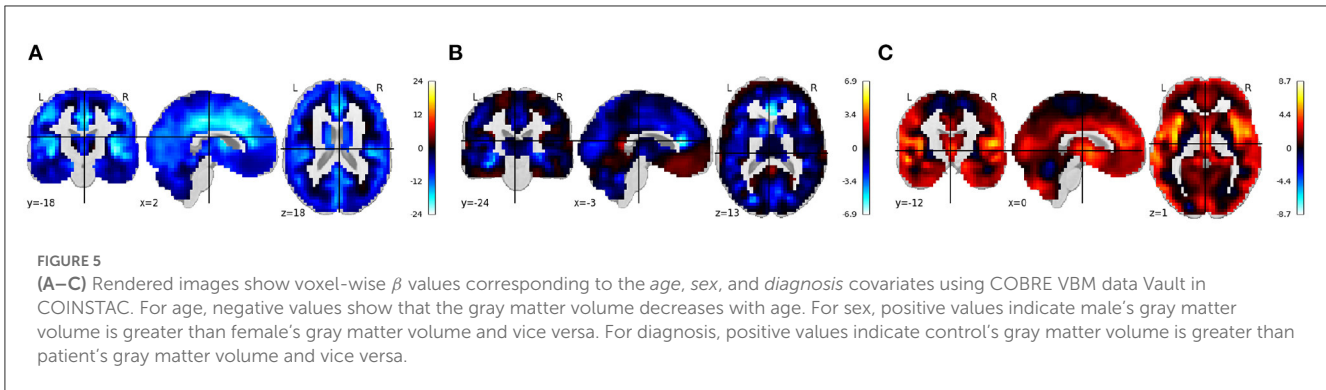 A
B
C
L
R
y=-18
x=2
L
R
z=18
24
12
0
-12
-24
L
R
y=-24
x=-3
L
R
z=13
6.9
3.4
0
-3.4
-6.9
L
R
y=-12
x=0
L
R
z=1
8.7
4.4
0
-4.4
-8.7
FIGURE 5
(A–C) Rendered images show voxel-wise β values corresponding to the age, sex, and diagnosis covariates using COBRE VBM data Vault in
COINSTAC. For age, negative values show that the gray matter volume decreases with age. For sex, positive values indicate male's gray matter
volume is greater than female's gray matter volume and vice versa. For diagnosis, positive values indicate control's gray matter volume is greater than
patient's gray matter volume and vice versa.